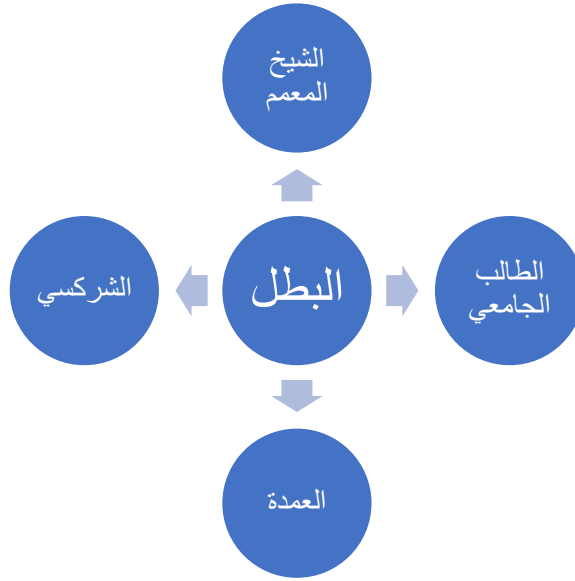 الشيخ
المعمم
الطالب
الجامعي
البطل
الشركسي
العمدة